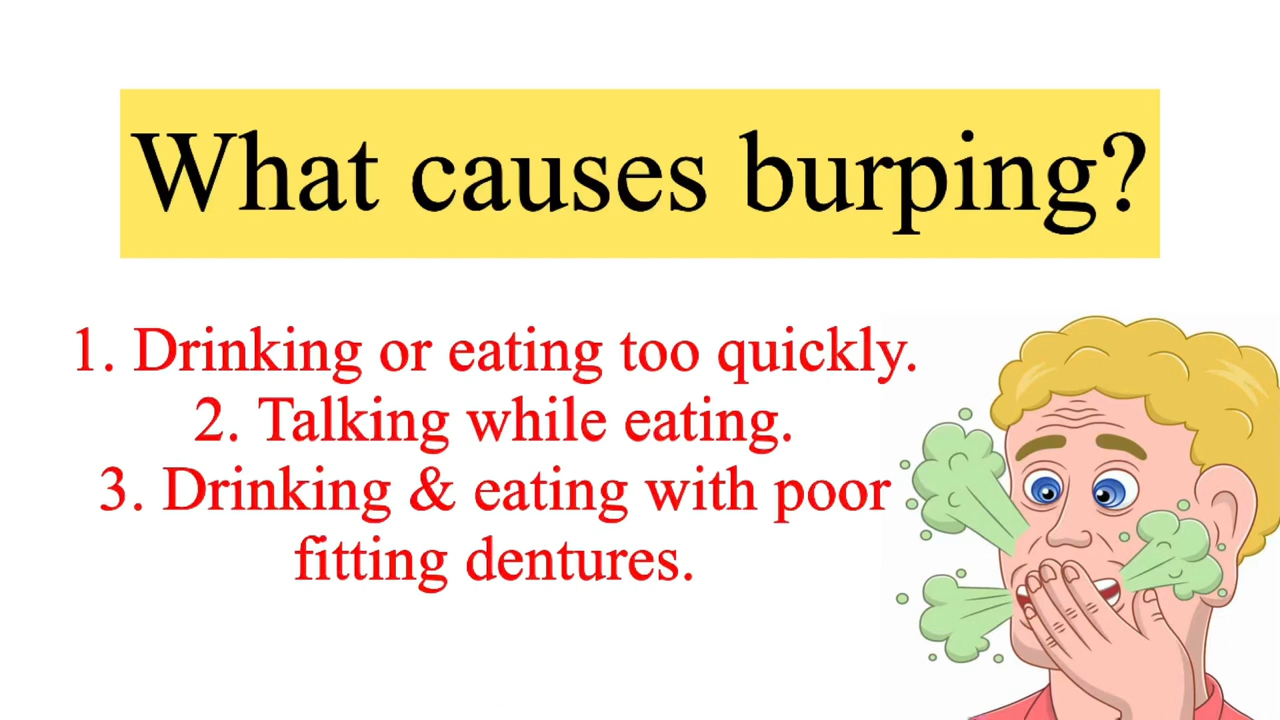 What causes burping?
1. Drinking or eating too quickly.
2. Talking while eating.
3. Drinking & eating with poor
fitting dentures.